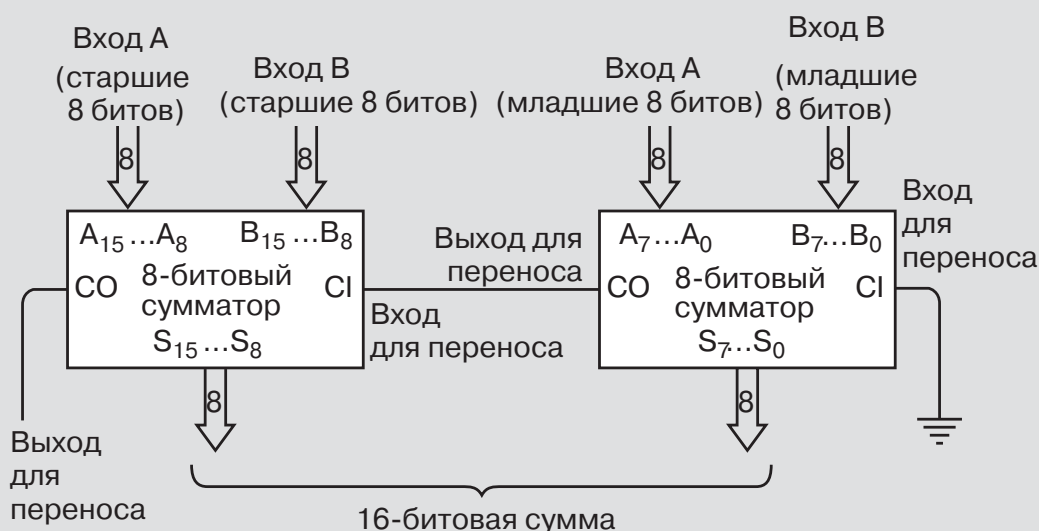 Вход A
(старшие
8 битов)
Вход B
(старшие 8 битов)
Вход A
(младшие 8 битов)
Вход B
(младшие
8 битов)
8
8
8
8
A15 ...A8
B15 ...B8
CO
8-битовый
сумматор
CI
S15 ...S8
Выход для
переноса
Вход
для переноса
A7...A0
B7...B0
CO
8-битовый
сумматор
CI
S7...S0
Вход
для
переноса
8
8
Выход
для
переноса
16-битовая сумма